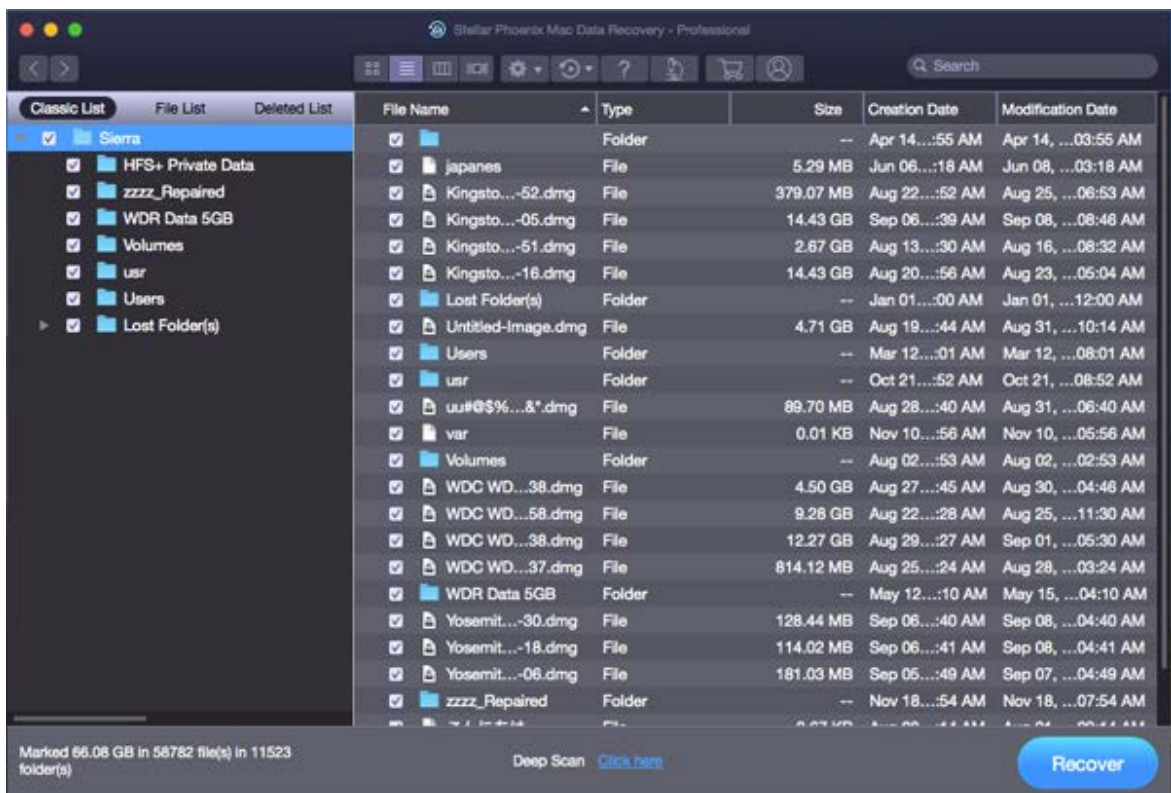 Stellar Phoenix Mac Data Recovery - Professional
Search
Classic List File List Deleted List
File Name Type Size Creation Date Modification Date
Sierra
HFS+ Private Data
zzzz_Repaired
WDR Data 5GB
Volumes
usr
Users
Lost Folder(s)
Folder -- Apr 14...:55 AM Apr 14, ...03:55 AM
japanes File 5.29 MB Jun 06...:18 AM Jun 08, ...03:18 AM
Kingsto...-52.dmg File 379.07 MB Aug 22...:52 AM Aug 25, ...06:53 AM
Kingsto...-05.dmg File 14.43 GB Sep 06...:39 AM Sep 08, ...08:46 AM
Kingsto...-51.dmg File 2.67 GB Aug 13...:30 AM Aug 16, ...08:32 AM
Kingsto...-16.dmg File 14.43 GB Aug 20...:56 AM Aug 23, ...05:04 AM
Lost Folder(s) Folder -- Jan 01...:00 AM Jan 01, ...12:00 AM
Untitled-Image.dmg File 4.71 GB Aug 19...:44 AM Aug 31, ...10:14 AM
Users Folder -- Mar 12...:01 AM Mar 12, ...08:01 AM
usr Folder -- Oct 21...:52 AM Oct 21, ...08:52 AM
uu#@$%...&*.dmg File 89.70 MB Aug 28...:40 AM Aug 31, ...06:40 AM
var File 0.01 KB Nov 10...:56 AM Nov 10, ...05:56 AM
Volumes Folder -- Aug 02...:53 AM Aug 02, ...02:53 AM
WDC WD...38.dmg File 4.50 GB Aug 27...:45 AM Aug 30, ...04:46 AM
WDC WD...58.dmg File 9.28 GB Aug 22...:28 AM Aug 25, ...11:30 AM
WDC WD...38.dmg File 12.27 GB Aug 29...:27 AM Sep 01, ...05:30 AM
WDC WD...37.dmg File 814.12 MB Aug 25...:24 AM Aug 28, ...03:24 AM
WDR Data 5GB Folder -- May 12...:10 AM May 15, ...04:10 AM
Yosemit...-30.dmg File 128.44 MB Sep 06...:40 AM Sep 08, ...04:40 AM
Yosemit...-18.dmg File 114.02 MB Sep 06...:41 AM Sep 08, ...04:41 AM
Yosemit...-06.dmg File 181.03 MB Sep 05...:49 AM Sep 07, ...04:49 AM
zzzz_Repaired Folder -- Nov 18...:54 AM Nov 18, ...07:54 AM
Marked 66.08 GB in 58782 file(s) in 11523
folder(s)
Deep Scan Click here
Recover